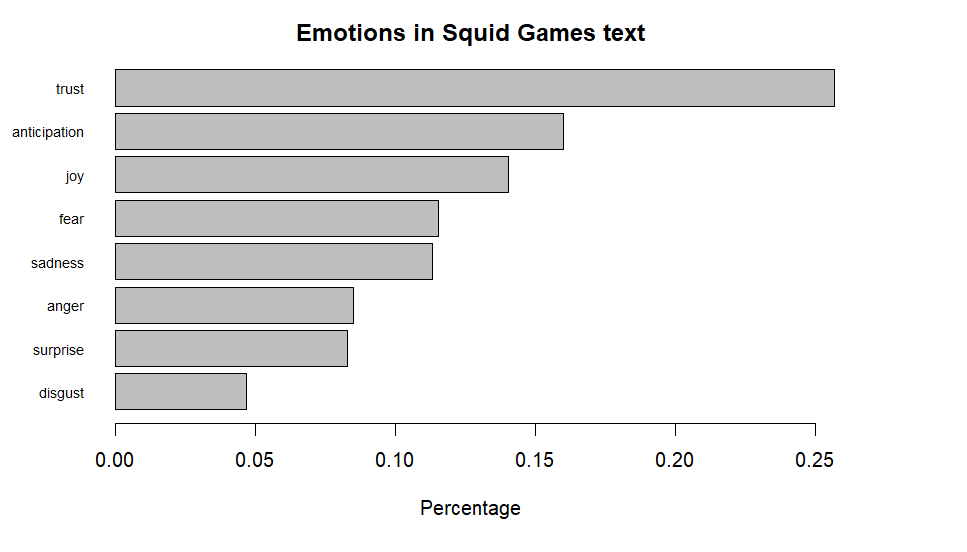 Emotions in Squid Games text
trust
anticipation
joy
fear
sadness
anger
surprise
disgust
0.00 0.05 0.10 0.15 0.20 0.25
Percentage